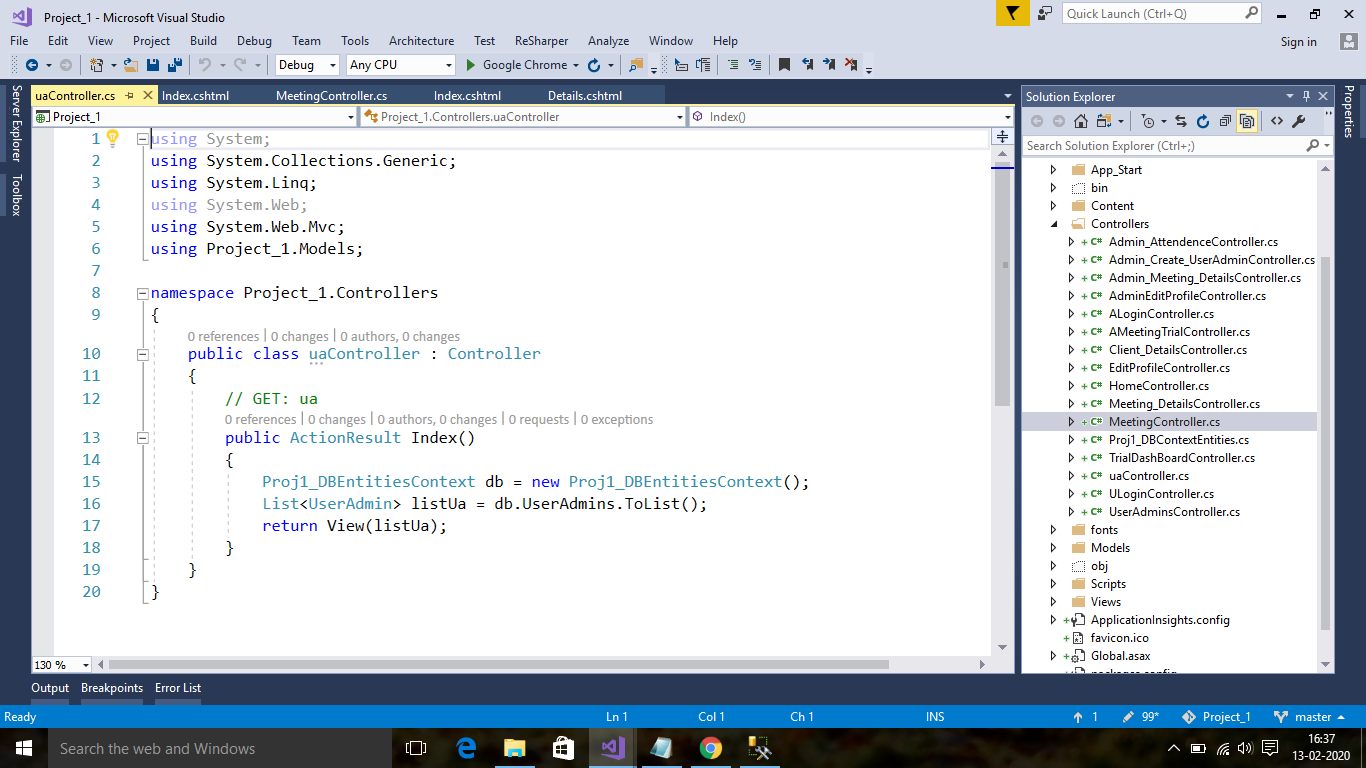 Project_1 - Microsoft Visual Studio
Quick Launch (Ctrl+Q)
File Edit View Project Build Debug Team Tools Architecture Test ReSharper Analyze Window Help
Sign in
Debug Any CPU Google Chrome
Server Explorer
Toolbox
uaController.cs Index.cshtml MeetingController.cs Index.cshtml Details.cshtml
Project_1 Project_1.Controllers.uaController Index()
1 using System;
2 using System.Collections.Generic;
3 using System.Linq;
4 using System.Web;
5 using System.Web.Mvc;
6 using Project_1.Models;
7
8 namespace Project_1.Controllers
9 {
0 references | 0 changes | 0 authors, 0 changes
10 public class uaController : Controller
11 {
12 // GET: ua
0 references | 0 changes | 0 authors, 0 changes | 0 requests | 0 exceptions
13 public ActionResult Index()
14 {
15 Proj1_DBEntitiesContext db = new Proj1_DBEntitiesContext();
16 List<UserAdmin> listUa = db.UserAdmins.ToList();
17 return View(listUa);
18 }
19 }
20 }
130 %
Solution Explorer
Search Solution Explorer (Ctrl+;)
App_Start
bin
Content
Controllers
+ C# Admin_AttendenceController.cs
+ C# Admin_Create_UserAdminController.cs
+ C# Admin_Meeting_DetailsController.cs
+ C# AdminEditProfileController.cs
+ C# ALoginController.cs
+ C# AMeetingTrialController.cs
+ C# Client_DetailsController.cs
+ C# EditProfileController.cs
+ C# HomeController.cs
+ C# Meeting_DetailsController.cs
+ C# MeetingController.cs
+ C# Proj1_DBContextEntities.cs
+ C# TrialDashBoardController.cs
+ C# uaController.cs
+ C# ULoginController.cs
+ C# UserAdminsController.cs
fonts
Models
obj
Scripts
Views
+ ApplicationInsights.config
+ favicon.ico
+ Global.asax
Properties
Output Breakpoints Error List
Ready Ln 1 Col 1 Ch 1 INS 1 99* Project_1 master
Search the web and Windows
16:37
13-02-2020